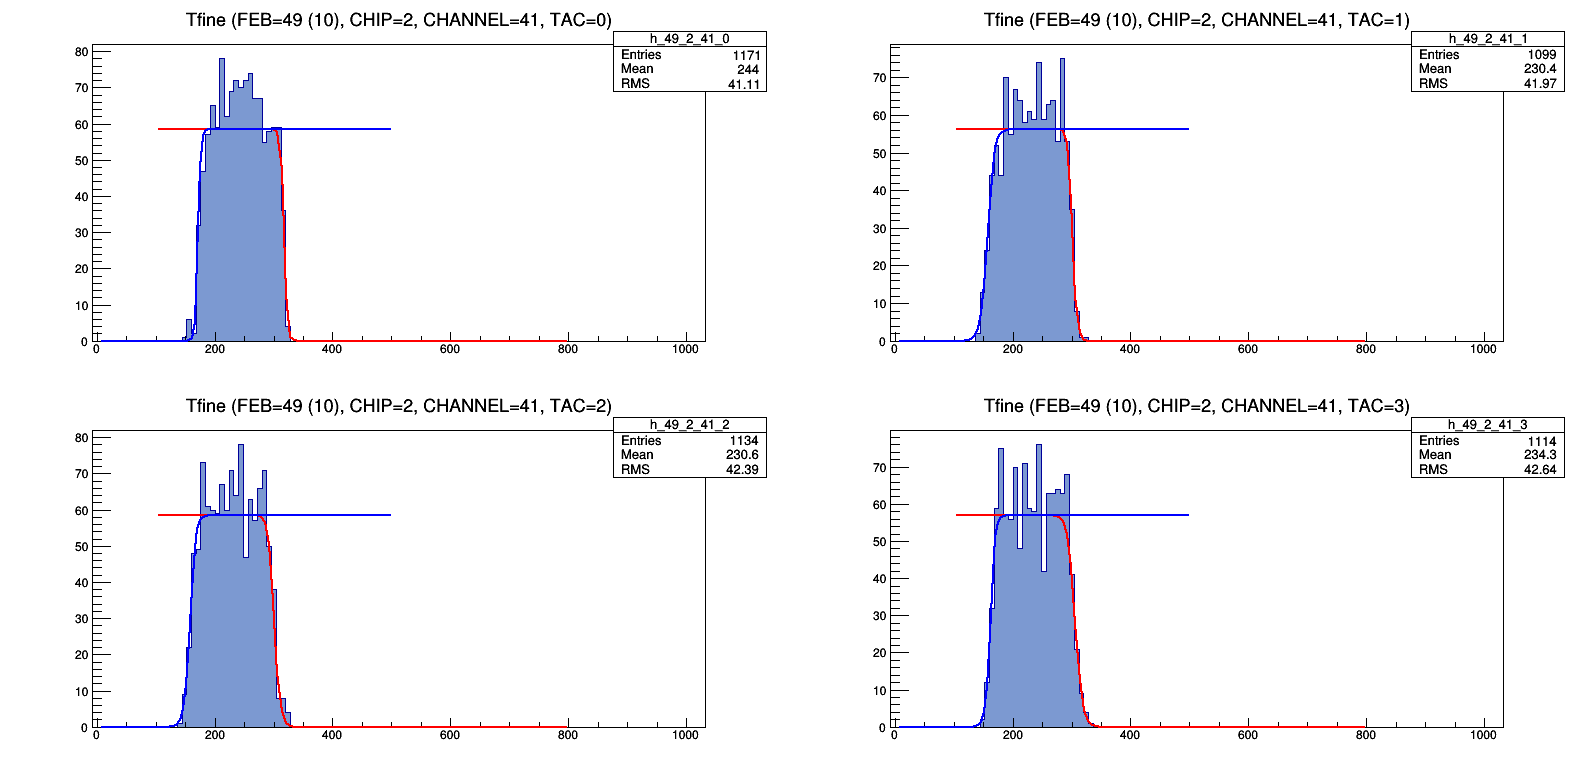 Tfine (FEB=49 (10), CHIP=2, CHANNEL=41, TAC=0)
h_49_2_41_0
Entries 1171
Mean 244
RMS 41.11
80
70
60
50
40
30
20
10
0
0 200 400 600 800 1000
Tfine (FEB=49 (10), CHIP=2, CHANNEL=41, TAC=1)
h_49_2_41_1
Entries 1099
Mean 230.4
RMS 41.97
70
60
50
40
30
20
10
0
0 200 400 600 800 1000
Tfine (FEB=49 (10), CHIP=2, CHANNEL=41, TAC=2)
h_49_2_41_2
Entries 1134
Mean 230.6
RMS 42.39
80
70
60
50
40
30
20
10
0
0 200 400 600 800 1000
Tfine (FEB=49 (10), CHIP=2, CHANNEL=41, TAC=3)
h_49_2_41_3
Entries 1114
Mean 234.3
RMS 42.64
70
60
50
40
30
20
10
0
0 200 400 600 800 1000